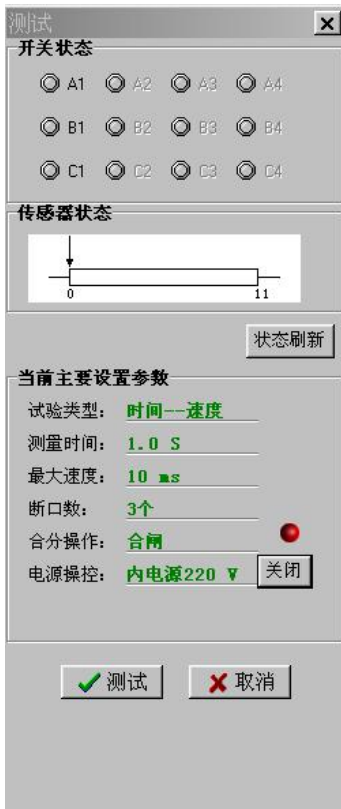 测试
开关状态
A1 A2 A3 A4
B1 B2 B3 B4
C1 C2 C3 C4
传感器状态
0 11
状态刷新
当前主要设置参数
试验类型: 时间--速度
测量时间: 1.0 S
最大速度: 10 ms
断口数: 3个
合分操作: 合闸
电源操控: 内电源220 V 关闭
测试 取消